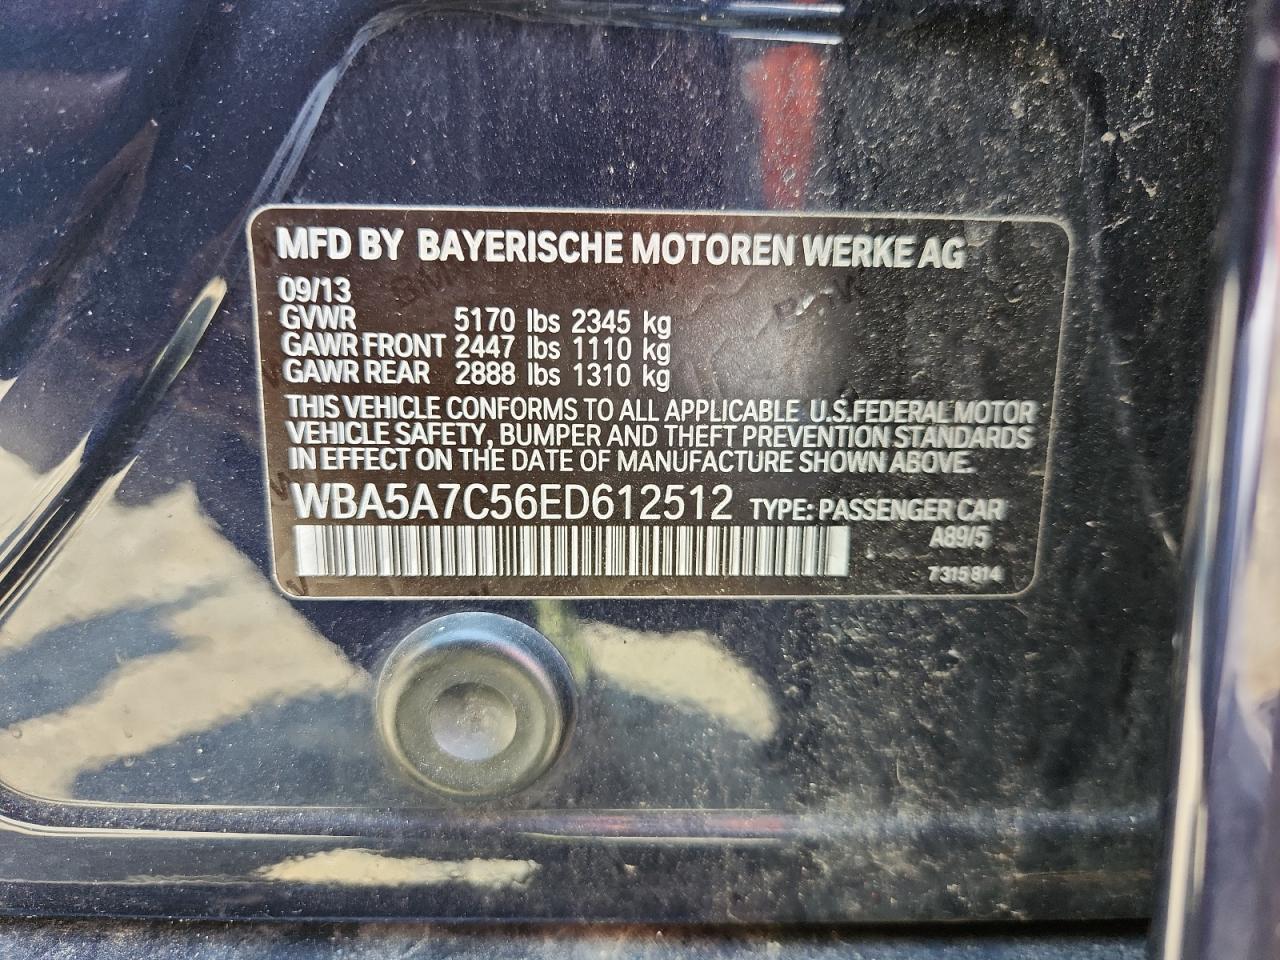 MFD BY BAYERISCHE MOTOREN WERKE AG
09/13
GVWR 5170 lbs 2345 kg
GAWR FRONT 2447 lbs 1110 kg
GAWR REAR 2888 lbs 1310 kg
THIS VEHICLE CONFORMS TO ALL APPLICABLE U.S.FEDERAL MOTOR
VEHICLE SAFETY, BUMPER AND THEFT PREVENTION STANDARDS
IN EFFECT ON THE DATE OF MANUFACTURE SHOWN ABOVE.
WBA5A7C56ED612512 TYPE: PASSENGER CAR
A89/5
7315814